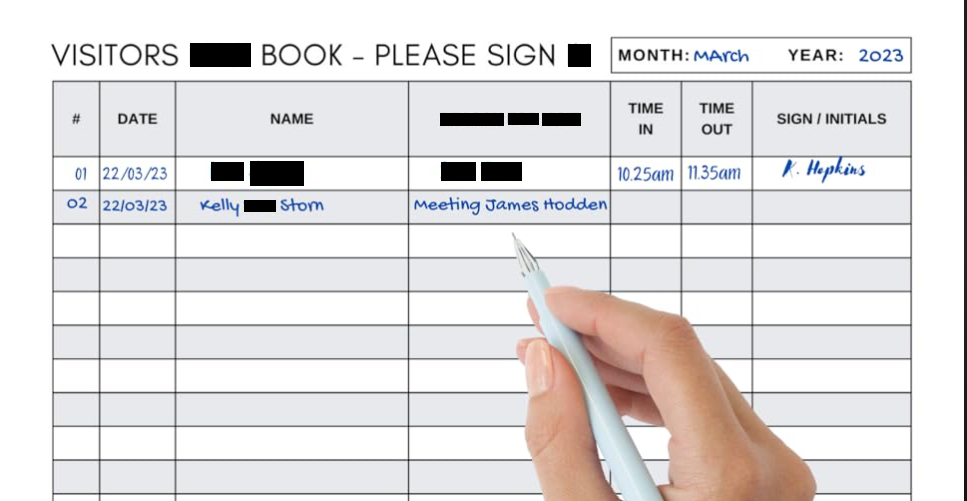 VISITORS BOOK – PLEASE SIGN MONTH: March YEAR: 2023
# DATE NAME TIME IN TIME OUT SIGN / INITIALS
01 22/03/23 10.25am 11.35am K. Hopkins
02 22/03/23 Kelly Stom Meeting James Hodden